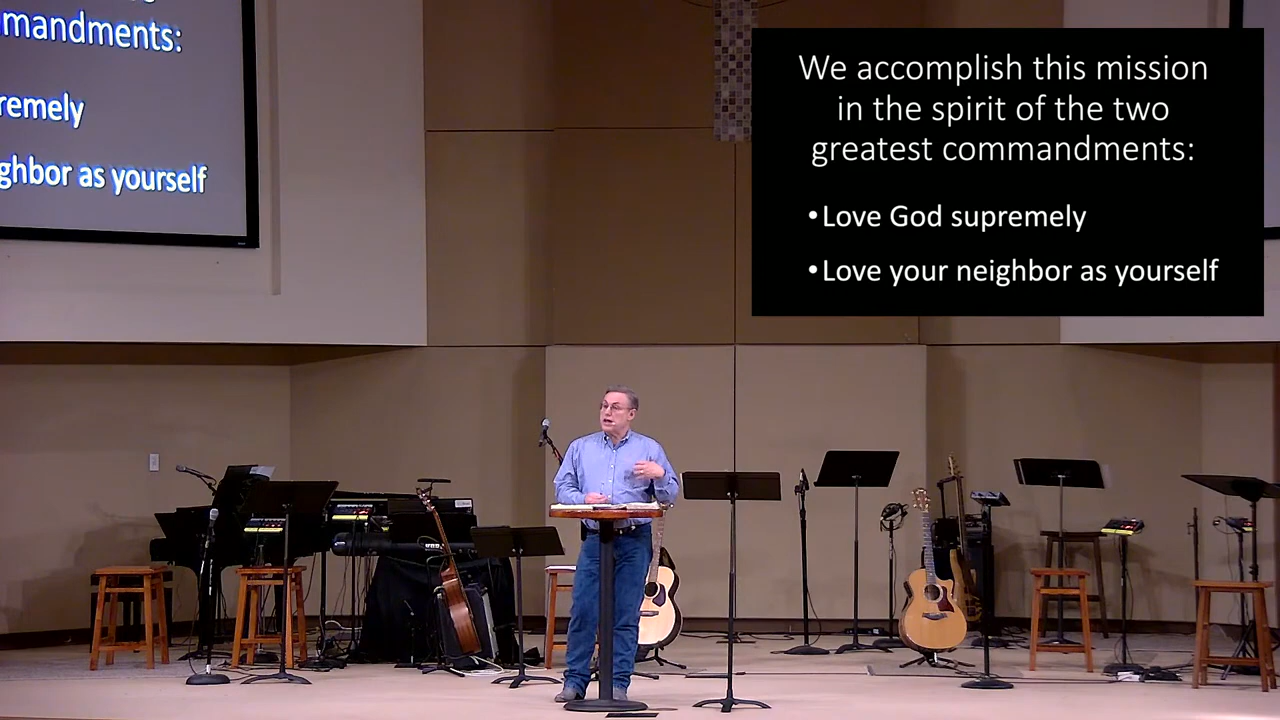 mandments:
remely
ghbor as yourself
We accomplish this mission
in the spirit of the two
greatest commandments:
•Love God supremely
•Love your neighbor as yourself